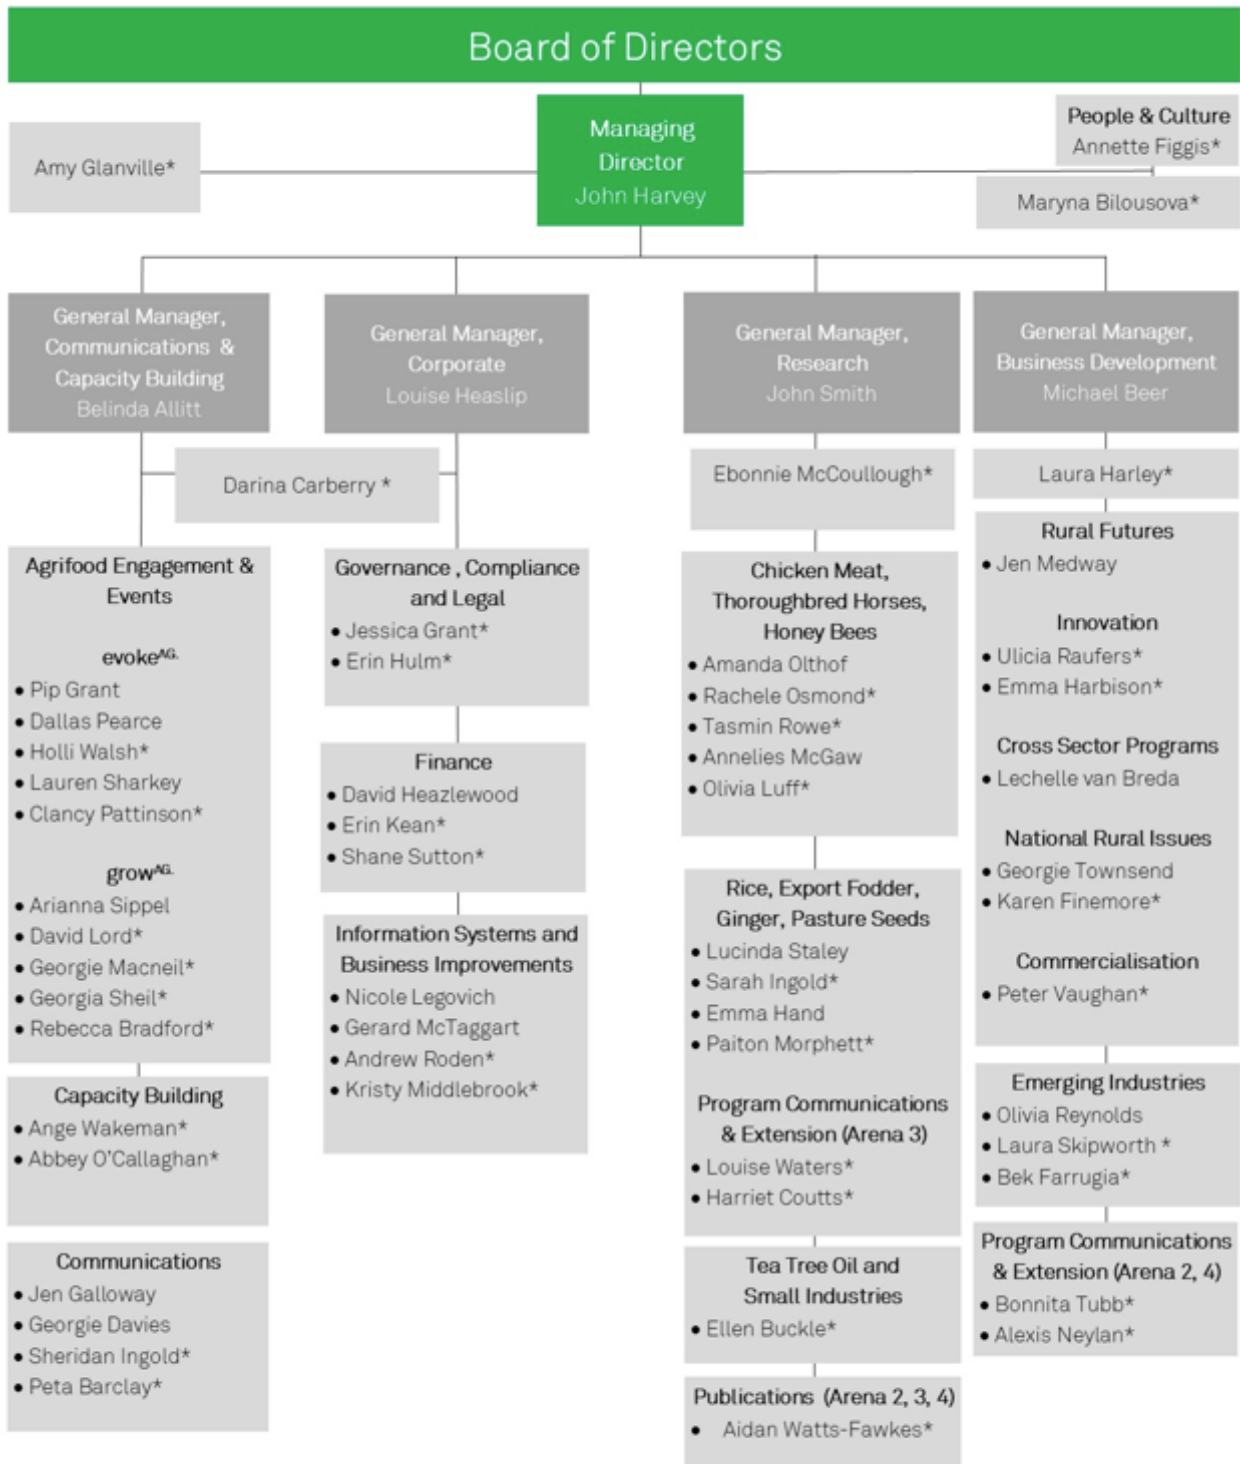 Board of Directors
Managing
Director
John Harvey
Amy Glanville*
People & Culture
Annette Figgis*
Maryna Bilousova*
General Manager,
Communications &
Capacity Building
Belinda Allitt
General Manager,
Corporate
Louise Heaslip
General Manager,
Research
John Smith
General Manager,
Business Development
Michael Beer
Darina Carberry *
Ebonnie McCoullough*
Laura Harley*
Agrifood Engagement &
Events
evokeᴬᴳ·
• Pip Grant
• Dallas Pearce
• Holli Walsh*
• Lauren Sharkey
• Clancy Pattinson*
growᴬᴳ·
• Arianna Sippel
• David Lord*
• Georgie Macneil*
• Georgia Sheil*
• Rebecca Bradford*
Capacity Building
• Ange Wakeman*
• Abbey O'Callaghan*
Communications
• Jen Galloway
• Georgie Davies
• Sheridan Ingold*
• Peta Barclay*
Governance , Compliance
and Legal
• Jessica Grant*
• Erin Hulm*
Finance
• David Heazlewood
• Erin Kean*
• Shane Sutton*
Information Systems and
Business Improvements
• Nicole Legovich
• Gerard McTaggart
• Andrew Roden*
• Kristy Middlebrook*
Chicken Meat,
Thoroughbred Horses,
Honey Bees
• Amanda Olthof
• Rachele Osmond*
• Tasmin Rowe*
• Annelies McGaw
• Olivia Luff*
Rice, Export Fodder,
Ginger, Pasture Seeds
• Lucinda Staley
• Sarah Ingold*
• Emma Hand
• Paiton Morphett*
Program Communications
& Extension (Arena 3)
• Louise Waters*
• Harriet Coutts*
Tea Tree Oil and
Small Industries
• Ellen Buckle*
Publications (Arena 2, 3, 4)
• Aidan Watts-Fawkes*
Rural Futures
• Jen Medway
Innovation
• Ulicia Raufers*
• Emma Harbison*
Cross Sector Programs
• Lechelle van Breda
National Rural Issues
• Georgie Townsend
• Karen Finemore*
Commercialisation
• Peter Vaughan*
Emerging Industries
• Olivia Reynolds
• Laura Skipworth *
• Bek Farrugia*
Program Communications
& Extension (Arena 2, 4)
• Bonnita Tubb*
• Alexis Neylan*